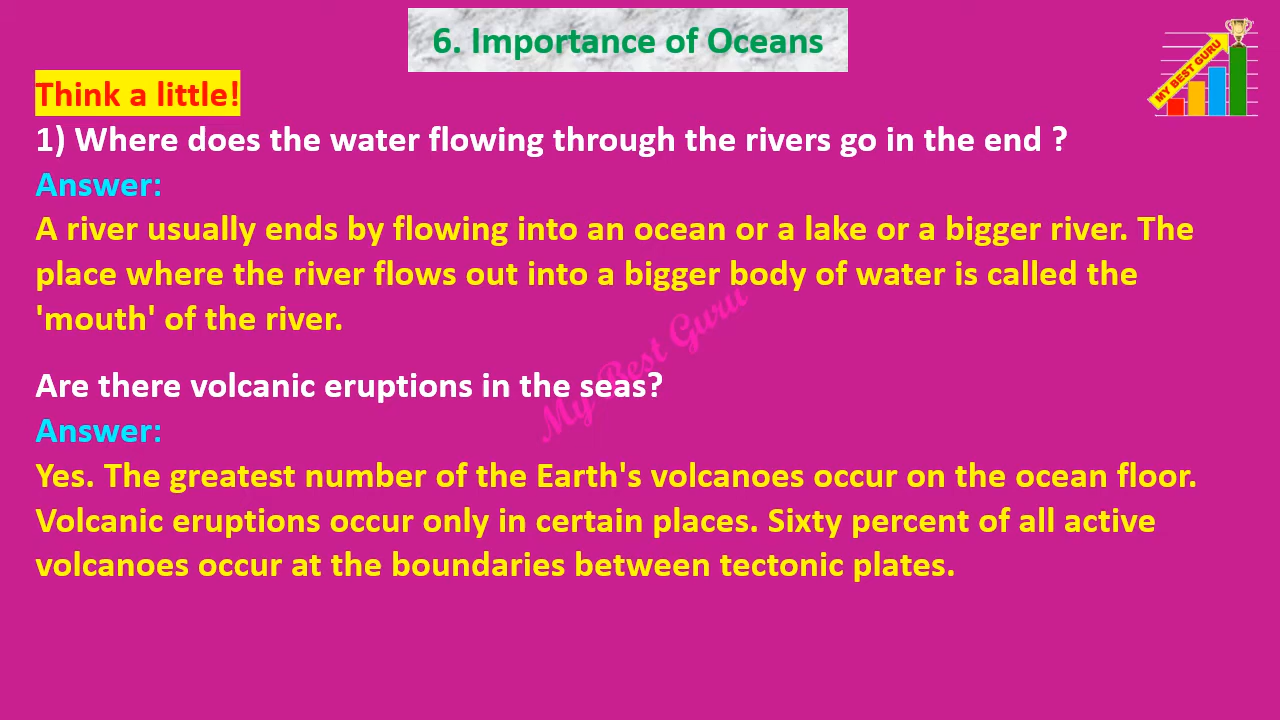 6. Importance of Oceans
MY BEST GURU
Think a little!
1) Where does the water flowing through the rivers go in the end ?
Answer:
A river usually ends by flowing into an ocean or a lake or a bigger river. The
place where the river flows out into a bigger body of water is called the
'mouth' of the river.
My Best Guru
Are there volcanic eruptions in the seas?
Answer:
Yes. The greatest number of the Earth's volcanoes occur on the ocean floor.
Volcanic eruptions occur only in certain places. Sixty percent of all active
volcanoes occur at the boundaries between tectonic plates.